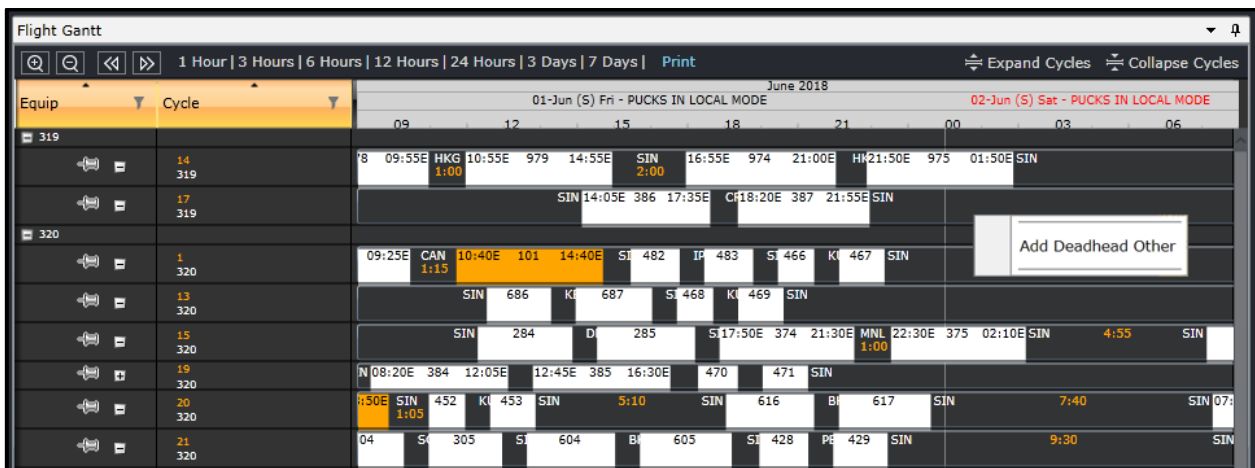 Flight Gantt
1 Hour | 3 Hours | 6 Hours | 12 Hours | 24 Hours | 3 Days | 7 Days | Print Expand Cycles Collapse Cycles
June 2018
Equip Cycle 01-Jun (S) Fri - PUCKS IN LOCAL MODE 02-Jun (S) Sat - PUCKS IN LOCAL MODE
09 12 15 18 21 00 03 06
319
14 09:55E HKG 10:55E 979 14:55E SIN 16:55E 974 21:00E 21:50E 975 01:50E SIN
319 1:00 2:00
17 SIN 14:05E 386 17:35E 18:20E 387 21:55E SIN
319
320
Add Deadhead Other
1 09:25E CAN 10:40E 101 14:40E 482 483 466 467 SIN
320 1:15
13 SIN 686 687 468 469 SIN
320
15 SIN 284 285 17:50E 374 21:30E MNL 22:30E 375 02:10E SIN 4:55 SIN
320 1:00
19 08:20E 384 12:05E 12:45E 385 16:30E 470 471 SIN
320
20 :50E SIN 452 453 SIN 5:10 SIN 616 617 SIN 7:40 SIN 07:
320 1:05
21 04 305 604 605 428 429 SIN 9:30 SIN
320